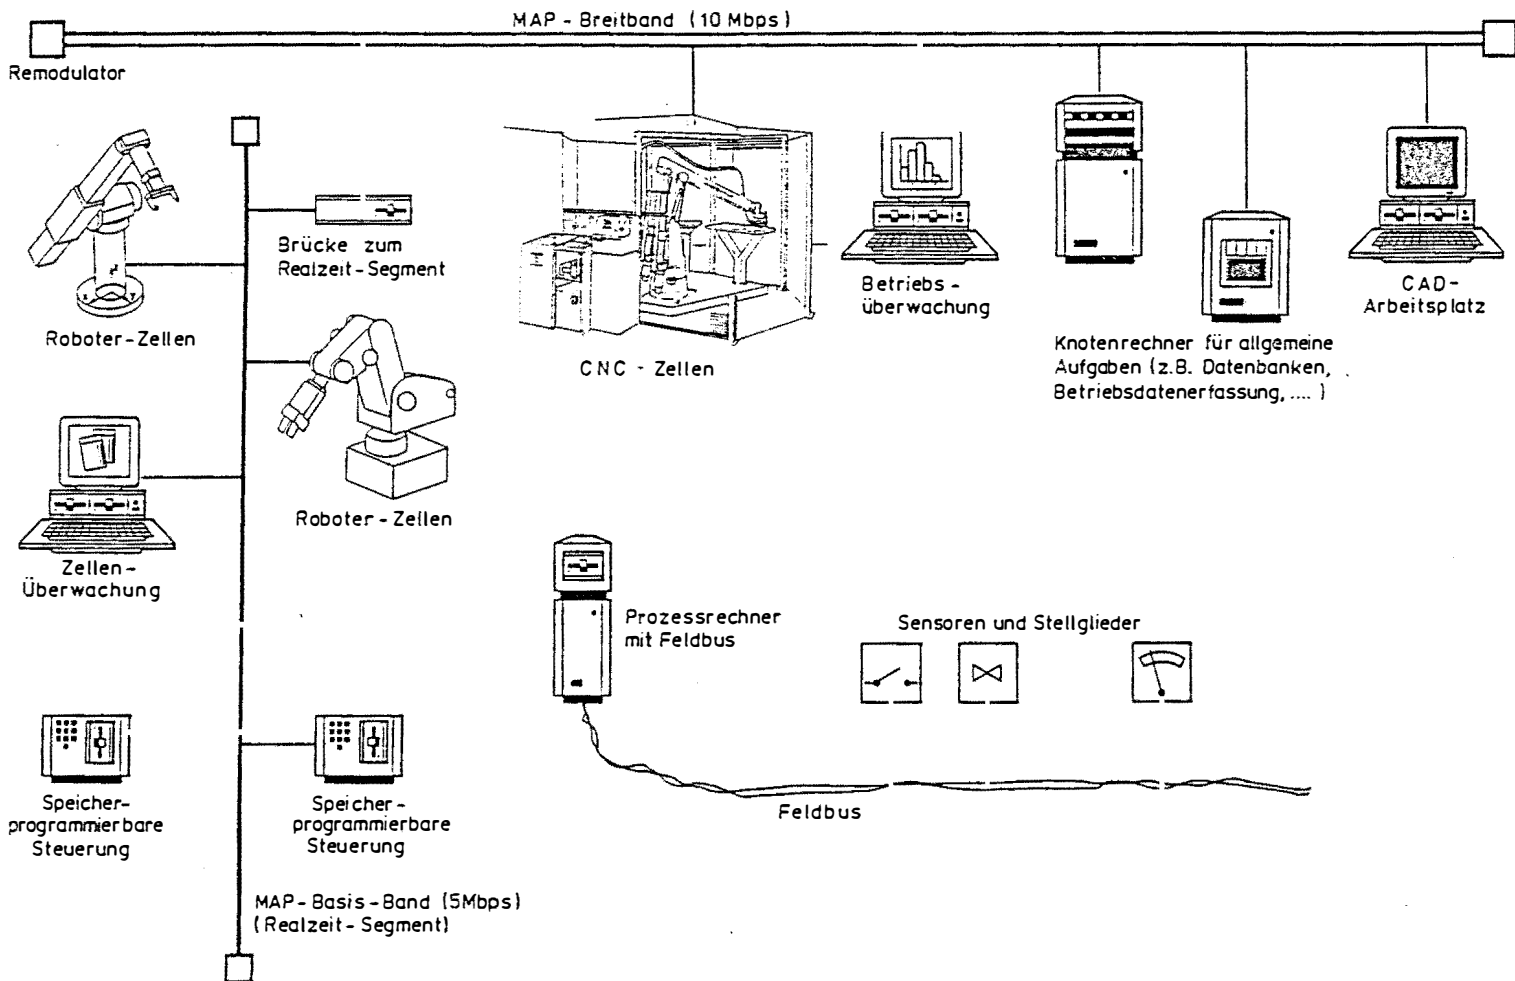 MAP - Breitband (10 Mbps)
Remodulator
Brücke zum
Realzeit - Segment
Roboter - Zellen
CNC - Zellen
Betriebs -
überwachung
CAD -
Arbeitsplatz
Knotenrechner für allgemeine
Aufgaben (z.B. Datenbanken,
Betriebsdatenerfassung, .... )
Roboter - Zellen
Zellen -
Überwachung
Prozessrechner
mit Feldbus
Sensoren und Stellglieder
Speicher-
programmierbare
Steuerung
Speicher -
programmierbare
Steuerung
Feldbus
MAP - Basis - Band (5Mbps)
(Realzeit - Segment)